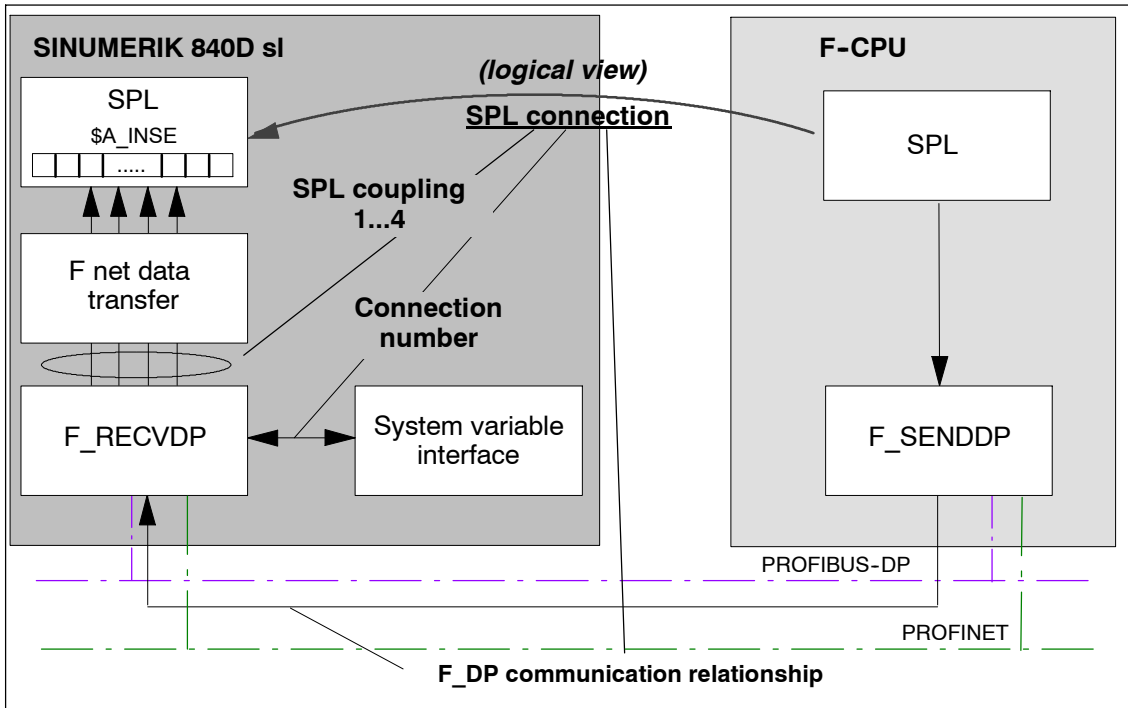 SINUMERIK 840D sl
SPL
$A_INSE
.....
F net data
transfer
F_RECVDP
System variable
interface
(logical view)
SPL connection
SPL coupling
1...4
Connection
number
F-CPU
SPL
F_SENDDP
PROFIBUS-DP
PROFINET
F_DP communication relationship